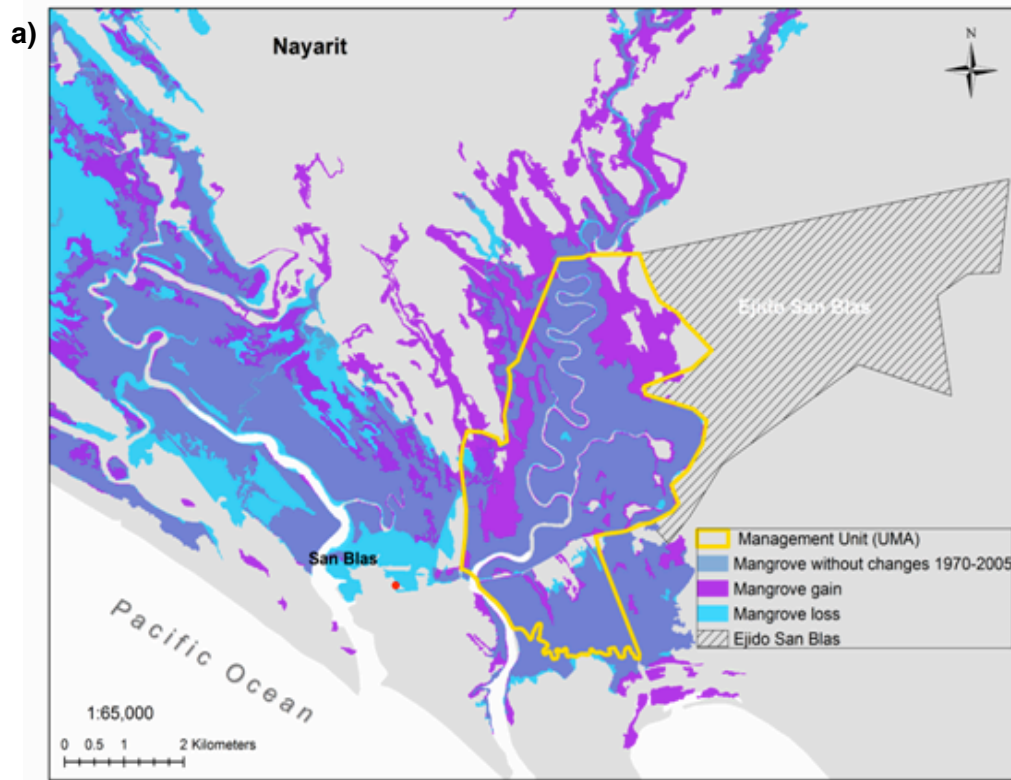 a)
Nayarit
N
Ejido San Blas
San Blas
Pacific Ocean
Management Unit (UMA)
Mangrove without changes 1970-2005
Mangrove gain
Mangrove loss
Ejido San Blas
1:65,000
0 0.5 1 2 Kilometers